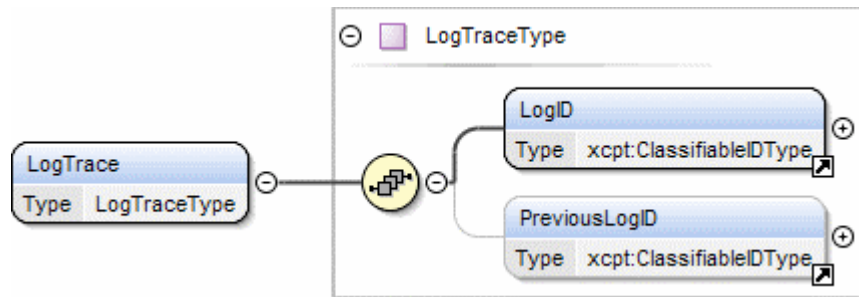 LogTraceType
LogID
Type xcpt:ClassifiableIDType
LogTrace
Type LogTraceType
PreviousLogID
Type xcpt:ClassifiableIDType